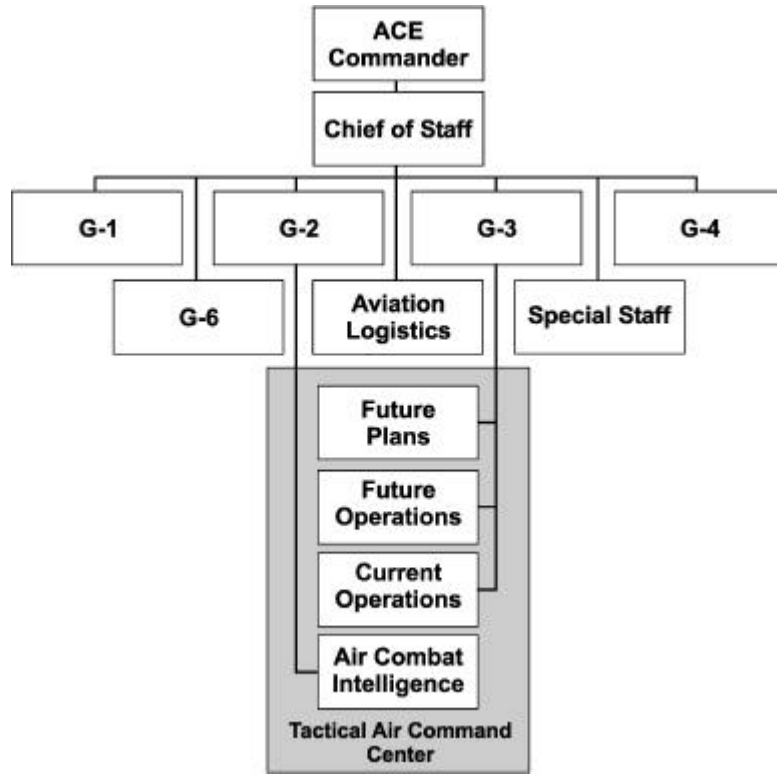 ACE
Commander
Chief of Staff
G-1
G-2
G-3
G-4
G-6
Aviation
Logistics
Special Staff
Future
Plans
Future
Operations
Current
Operations
Air Combat
Intelligence
Tactical Air Command
Center